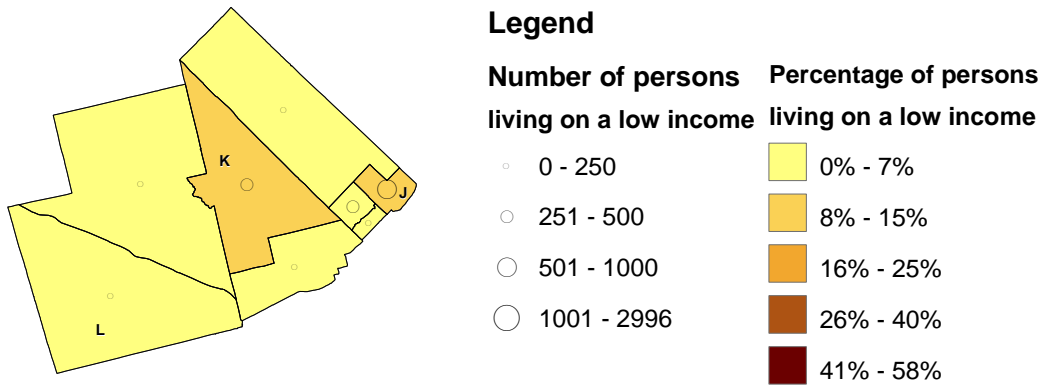 Legend
Number of persons
living on a low income
0 - 250
251 - 500
501 - 1000
1001 - 2996
Percentage of persons
living on a low income
0% - 7%
8% - 15%
16% - 25%
26% - 40%
41% - 58%
K
J
L